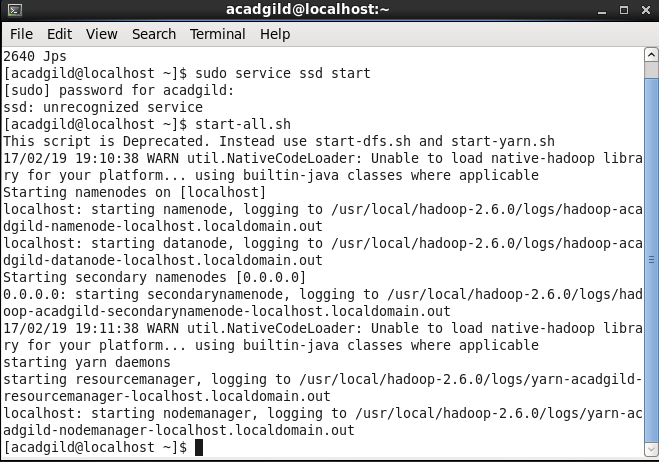 acadgild@localhost:~
File Edit View Search Terminal Help
2640 Jps
[acadgild@localhost ~]$ sudo service ssd start
[sudo] password for acadgild:
ssd: unrecognized service
[acadgild@localhost ~]$ start-all.sh
This script is Deprecated. Instead use start-dfs.sh and start-yarn.sh
17/02/19 19:10:38 WARN util.NativeCodeLoader: Unable to load native-hadoop libra
ry for your platform... using builtin-java classes where applicable
Starting namenodes on [localhost]
localhost: starting namenode, logging to /usr/local/hadoop-2.6.0/logs/hadoop-aca
dgild-namenode-localhost.localdomain.out
localhost: starting datanode, logging to /usr/local/hadoop-2.6.0/logs/hadoop-aca
dgild-datanode-localhost.localdomain.out
Starting secondary namenodes [0.0.0.0]
0.0.0.0: starting secondarynamenode, logging to /usr/local/hadoop-2.6.0/logs/had
oop-acadgild-secondarynamenode-localhost.localdomain.out
17/02/19 19:11:38 WARN util.NativeCodeLoader: Unable to load native-hadoop libra
ry for your platform... using builtin-java classes where applicable
starting yarn daemons
starting resourcemanager, logging to /usr/local/hadoop-2.6.0/logs/yarn-acadgild-
resourcemanager-localhost.localdomain.out
localhost: starting nodemanager, logging to /usr/local/hadoop-2.6.0/logs/yarn-ac
adgild-nodemanager-localhost.localdomain.out
[acadgild@localhost ~]$